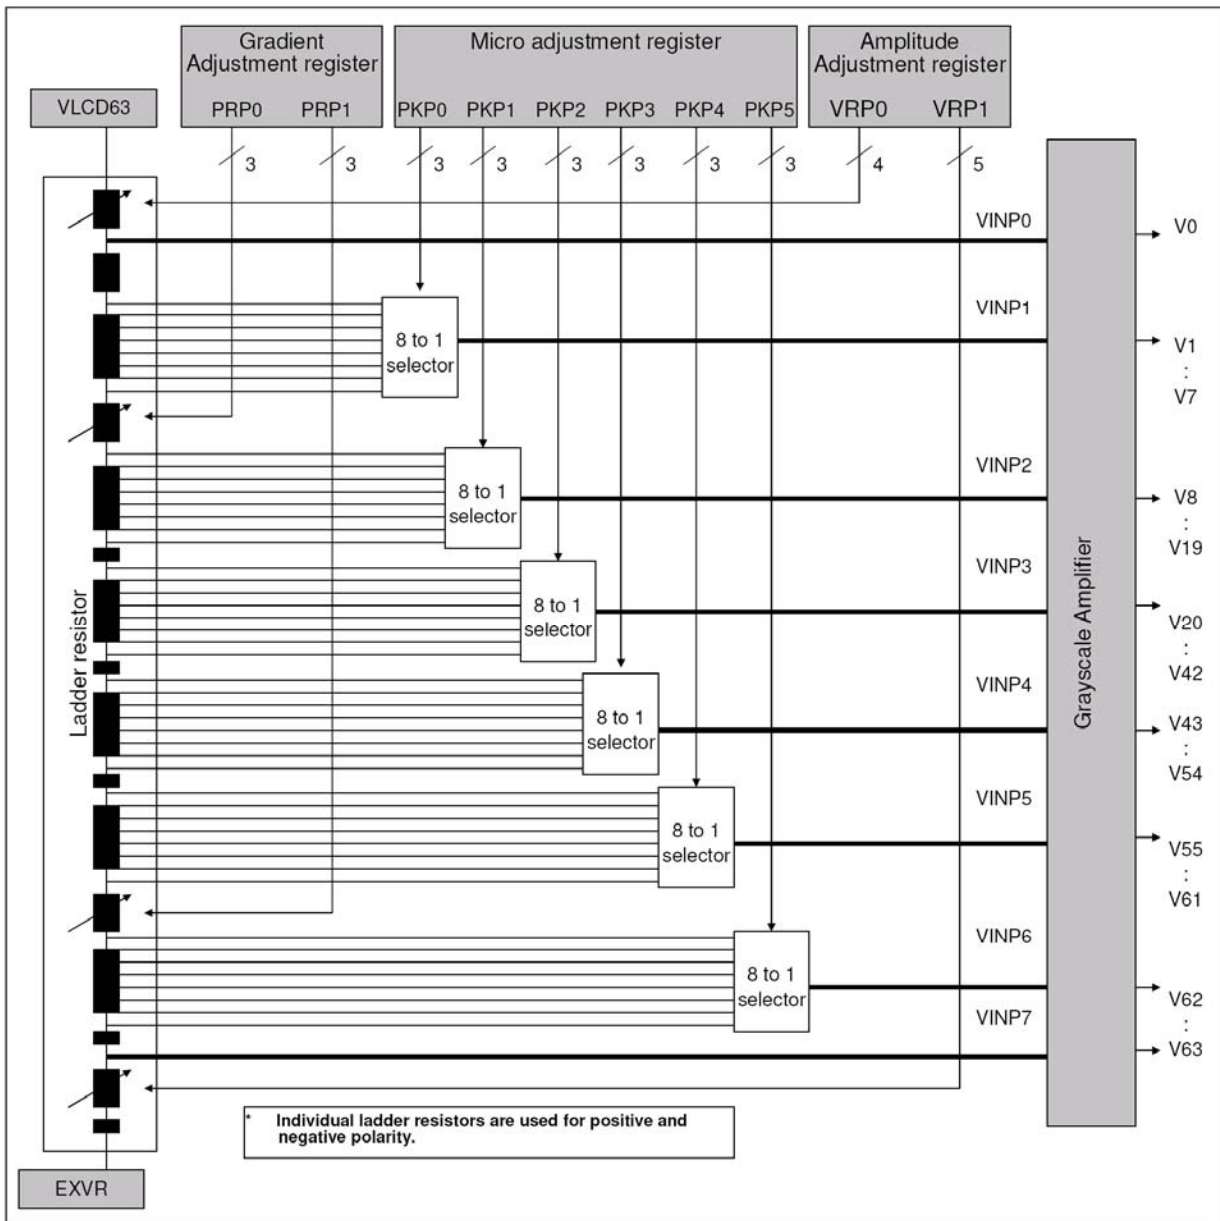 Gradient
Adjustment register
PRP0 PRP1
Micro adjustment register
PKP0 PKP1 PKP2 PKP3 PKP4 PKP5
Amplitude
Adjustment register
VRP0 VRP1
VLCD63
3 3 3 3 3 3 3 3 4 5
VINP0
V0
VINP1
8 to 1
selector
V1
:
V7
VINP2
8 to 1
selector
V8
:
V19
VINP3
8 to 1
selector
V20
:
V42
VINP4
8 to 1
selector
V43
:
V54
VINP5
8 to 1
selector
V55
:
V61
VINP6
8 to 1
selector
V62
:
VINP7
V63
Ladder resistor
Grayscale Amplifier
* Individual ladder resistors are used for positive and
negative polarity.
EXVR